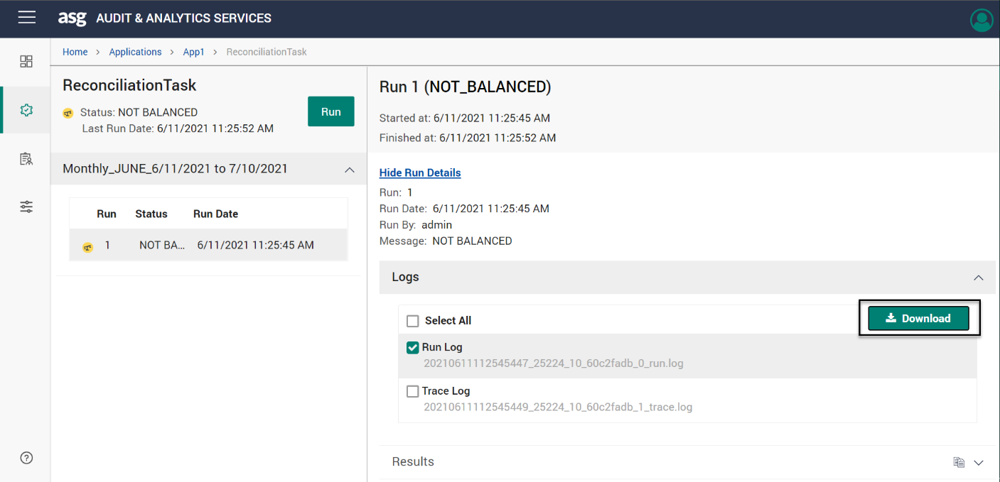 asg AUDIT & ANALYTICS SERVICES
Home > Applications > App1 > ReconciliationTask
ReconciliationTask
Status: NOT BALANCED
Last Run Date: 6/11/2021 11:25:52 AM
Run
Monthly_JUNE_6/11/2021 to 7/10/2021
Run Status Run Date
1 NOT BA... 6/11/2021 11:25:45 AM
Run 1 (NOT_BALANCED)
Started at: 6/11/2021 11:25:45 AM
Finished at: 6/11/2021 11:25:52 AM
Hide Run Details
Run: 1
Run Date: 6/11/2021 11:25:45 AM
Run By: admin
Message: NOT BALANCED
Logs
Select All
Download
Run Log
20210611112545447_25224_10_60c2fadb_0_run.log
Trace Log
20210611112545449_25224_10_60c2fadb_1_trace.log
Results